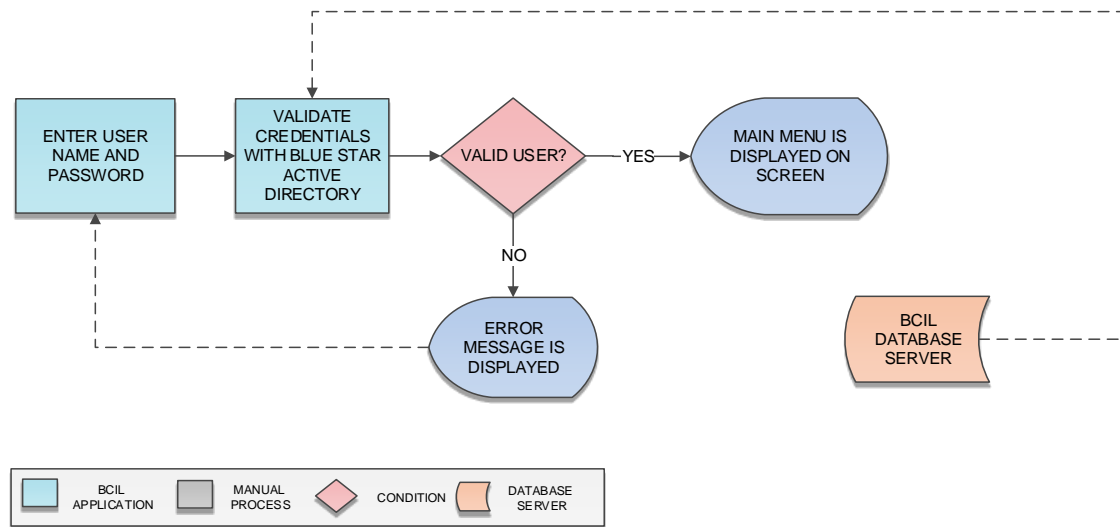 ENTER USER
NAME AND
PASSWORD
VALIDATE
CREDENTIALS
WITH BLUE STAR
ACTIVE
DIRECTORY
VALID USER?
YES
MAIN MENU IS
DISPLAYED ON
SCREEN
NO
ERROR
MESSAGE IS
DISPLAYED
BCIL
DATABASE
SERVER
BCIL
APPLICATION
MANUAL
PROCESS
CONDITION
DATABASE
SERVER